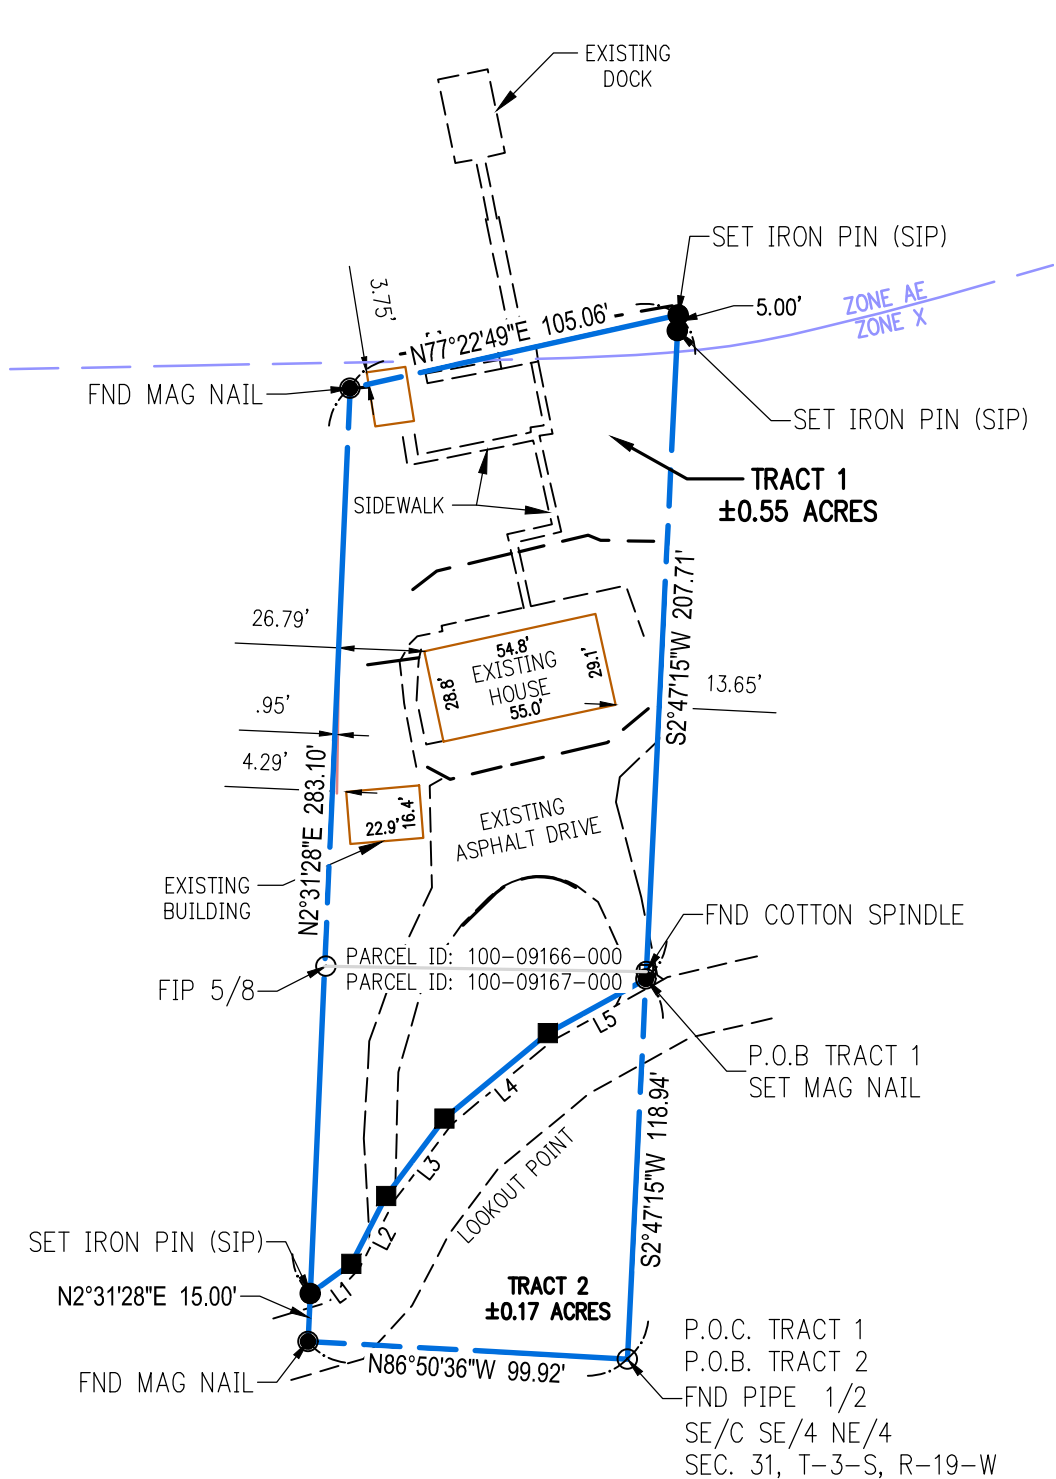 EXISTING
DOCK
SET IRON PIN (SIP)
3.75'
ZONE AE
ZONE X
5.00'
N77°22'49"E 105.06'
FND MAG NAIL
SET IRON PIN (SIP)
TRACT 1
±0.55 ACRES
SIDEWALK
26.79'
54.8'
EXISTING
HOUSE
55.0'
28.8'
29.1'
S2°47'15"W 207.71'
13.65'
.95'
4.29'
N2°31'28"E 283.10'
22.9'
16.4'
EXISTING
ASPHALT DRIVE
EXISTING
BUILDING
FND COTTON SPINDLE
PARCEL ID: 100-09166-000
PARCEL ID: 100-09167-000
FIP 5/8
L5
P.O.B TRACT 1
SET MAG NAIL
L4
L3
LOOKOUT POINT
S2°47'15"W 118.94'
L2
SET IRON PIN (SIP)
L1
N2°31'28"E 15.00'
TRACT 2
±0.17 ACRES
N86°50'36"W 99.92'
FND MAG NAIL
P.O.C. TRACT 1
P.O.B. TRACT 2
FND PIPE 1/2
SE/C SE/4 NE/4
SEC. 31, T-3-S, R-19-W